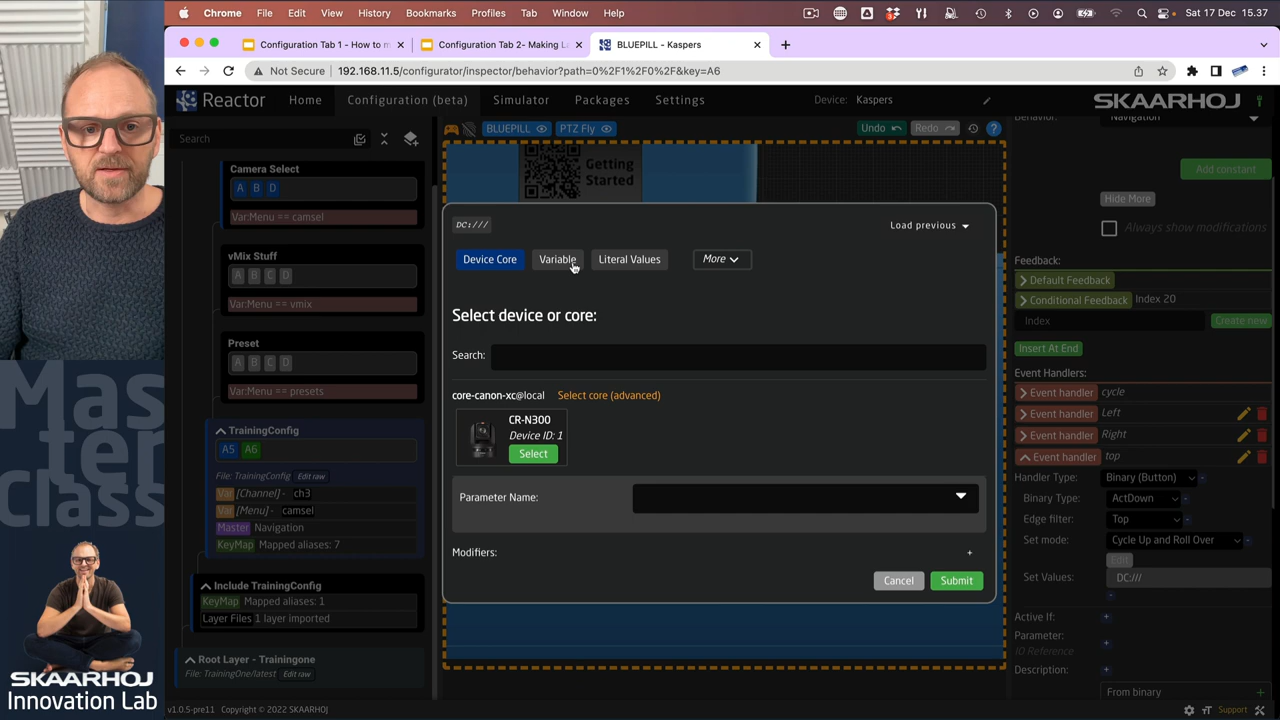 Chrome File Edit View History Bookmarks Profiles Tab Window Help Sat 17 Dec 15.37
Configuration Tab 1 - How to m
Configuration Tab 2- Making L
BLUEPILL - Kaspers
Not Secure 192.168.11.5/configurator/inspector/behavior?path=0%2F1%2F0%2F&key=A6
Reactor Home Configuration (beta) Simulator Packages Settings Device: Kaspers SKAARHOJ
Search
BLUEPILL PTZ Fly Undo Redo
Behavior: Navigation
Camera Select
A B D
Var:Menu == camsel
vMix Stuff
A B C D
Var:Menu == vmix
Preset
A B C D
Var:Menu == presets
TrainingConfig
A5 A6
File: TrainingConfig Edit raw
Var [Channel]- ch3
Var [Menu]- camsel
Master Navigation
KeyMap Mapped aliases: 7
Include TrainingConfig
KeyMap Mapped aliases: 1
Layer Files 1 layer imported
Root Layer - Trainingone
File: TrainingOne/latest Edit raw
v1.0.5-pre11 Copyright © 2022 SKAARHOJ
Getting
Started
DC:///
Load previous
Device Core Variable Literal Values More
Select device or core:
Search:
core-canon-xc@local Select core (advanced)
CR-N300
Device ID: 1
Select
Parameter Name:
Modifiers: +
Cancel Submit
Add constant
Hide More
Always show modifications
Feedback:
Default Feedback
Conditional Feedback Index 20
Index Create new
Insert At End
Event Handlers:
Event handler cycle
Event handler Left
Event handler Right
Event handler top
Handler Type: Binary (Button)
Binary Type: ActDown
Edge filter: Top
Set mode: Cycle Up and Roll Over
Edit
Set Values: DC:///
Active If: +
Parameter: +
IO Reference
Description: +
From binary +
Support
Mas
ter
Class
SKAARHOJ
Innovation Lab